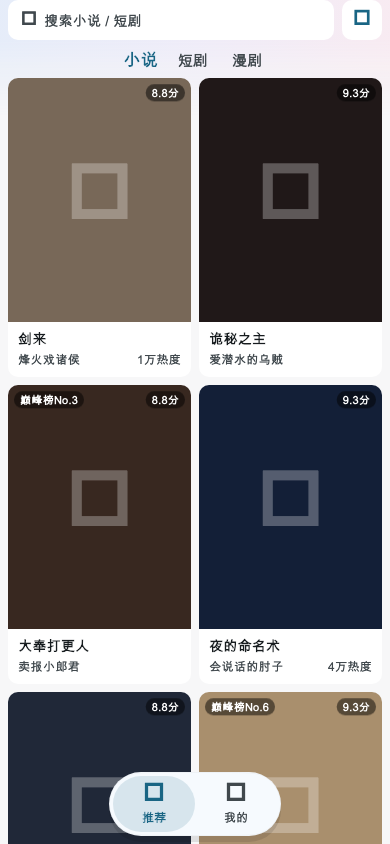 搜索小说 / 短剧
小说 短剧 漫剧
8.8分
9.3分
剑来
烽火戏诸侯 1万热度
诡秘之主
爱潜水的乌贼
巅峰榜No.3 8.8分
9.3分
大奉打更人
卖报小郎君
夜的命名术
会说话的肘子 4万热度
8.8分
巅峰榜No.6 9.3分
推荐 我的